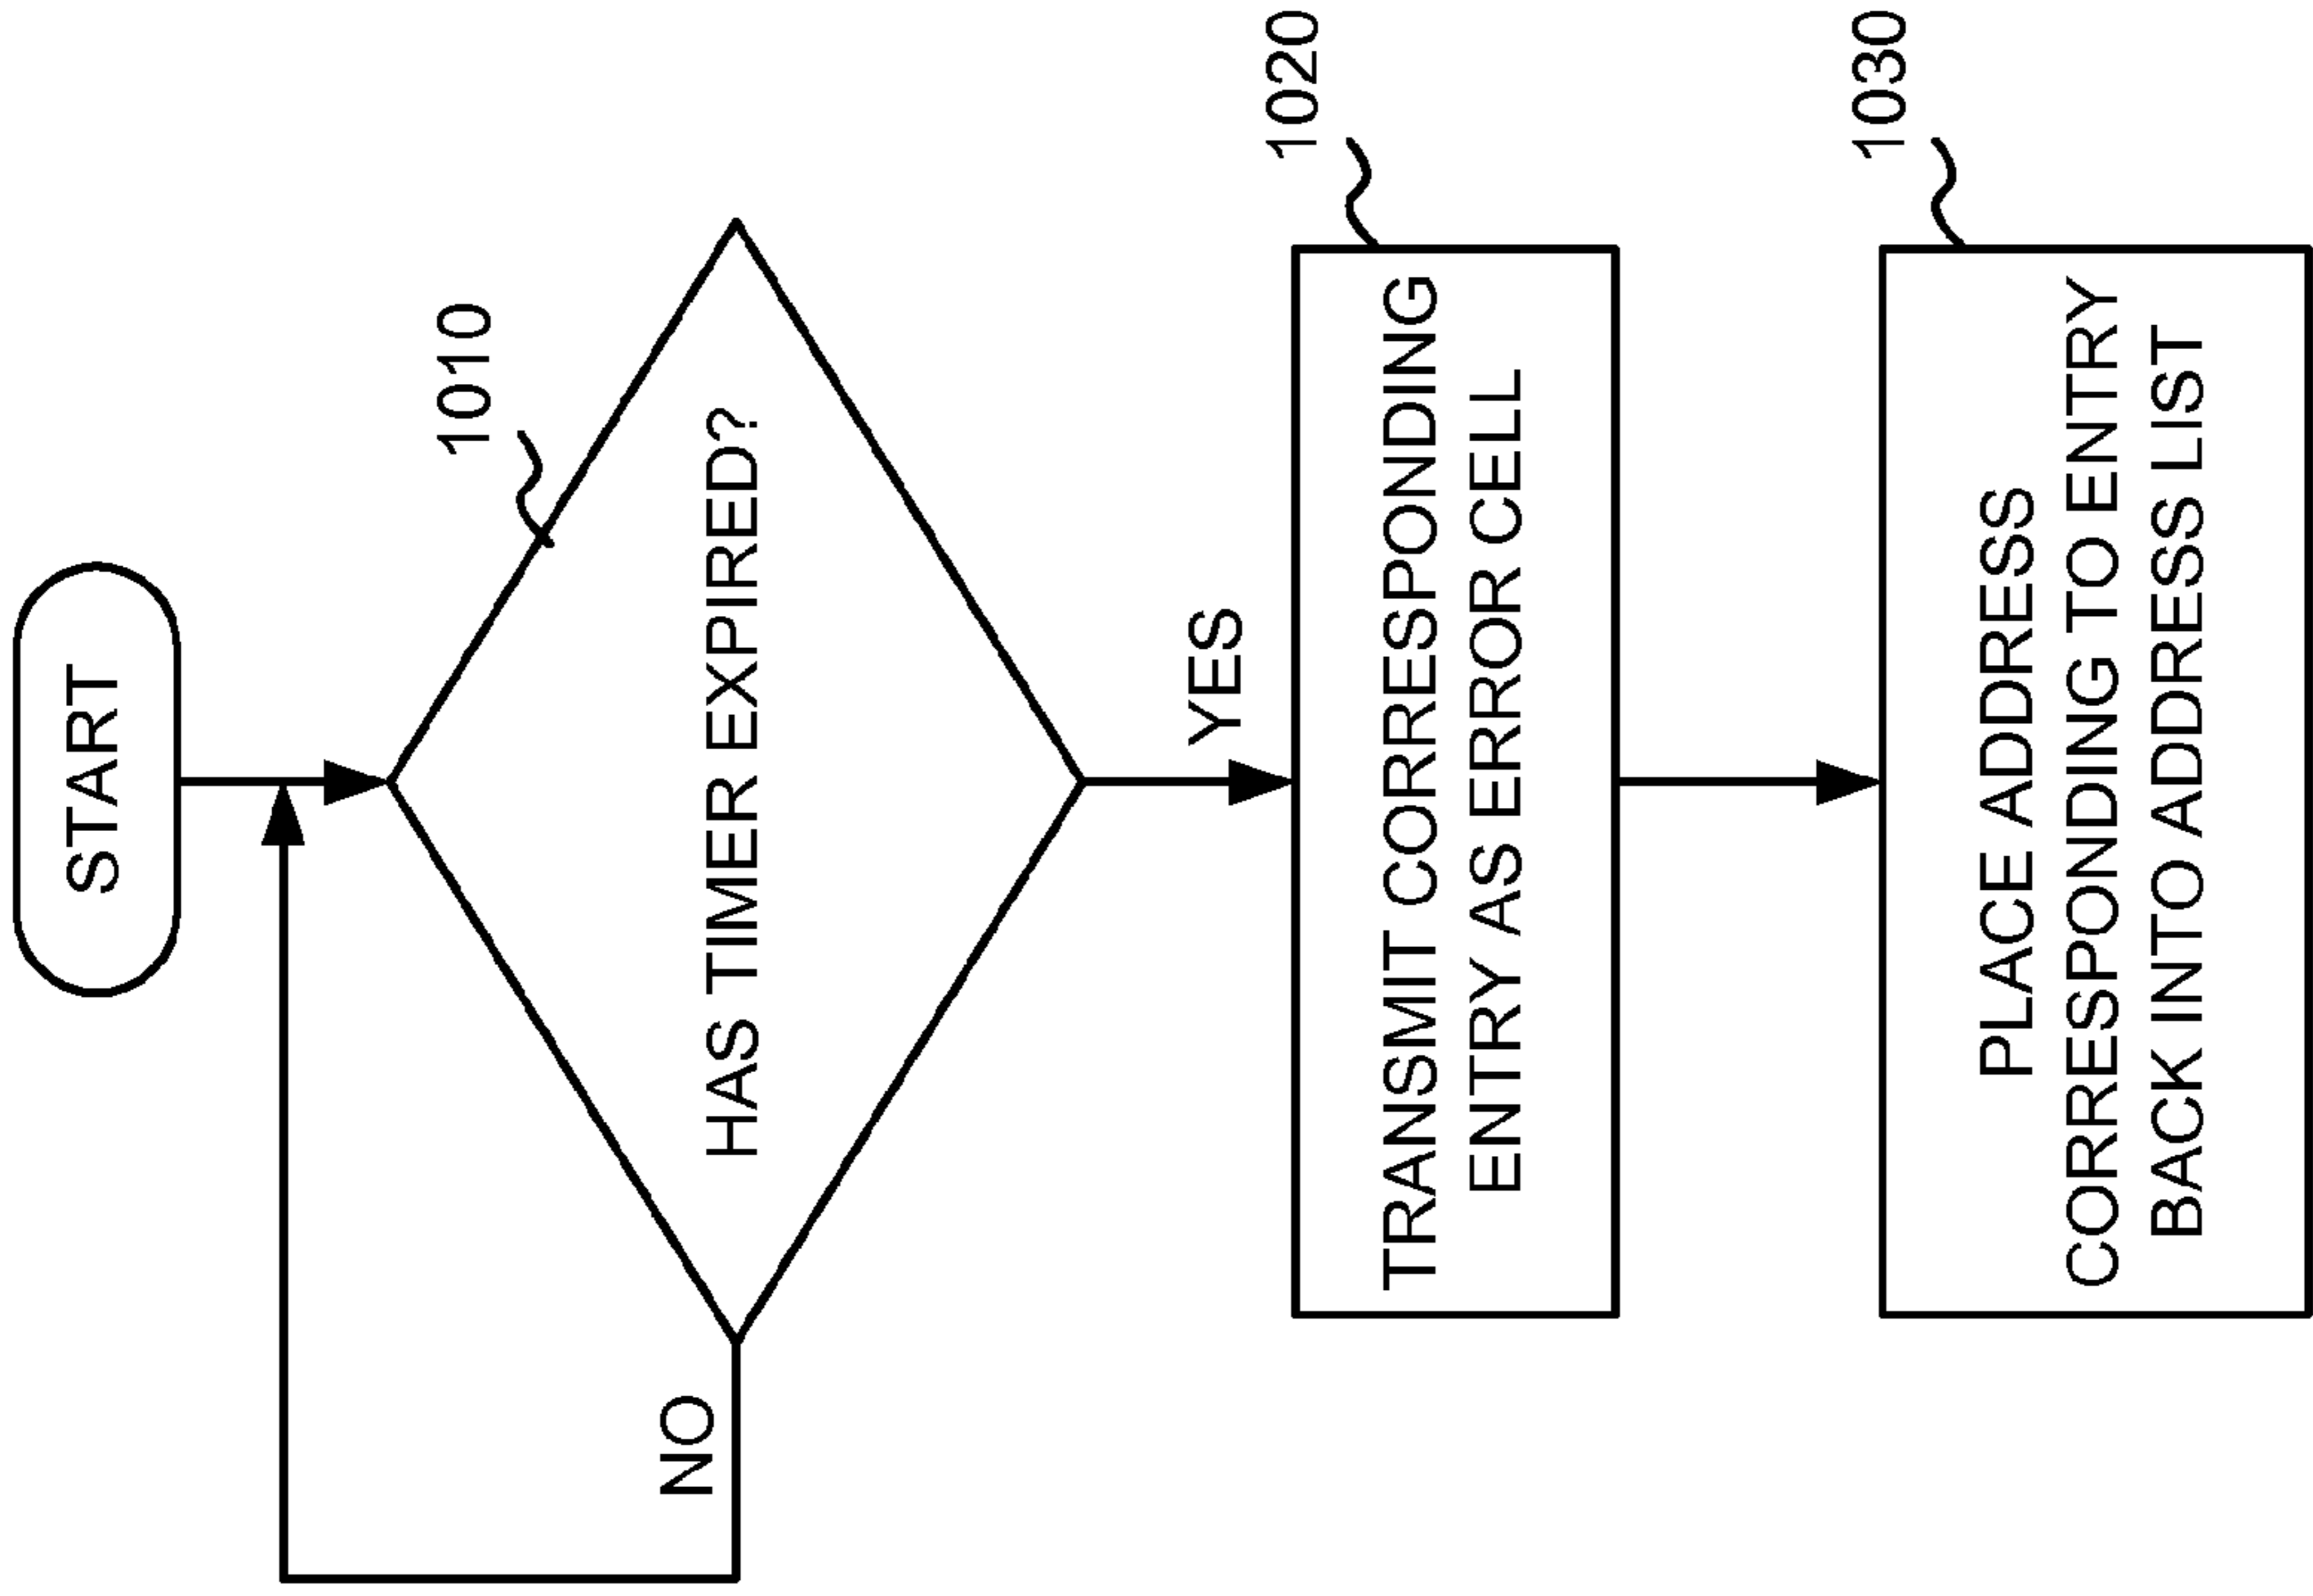 START
1010
HAS TIMER EXPIRED?
NO
YES
1020
TRANSMIT CORRESPONDING
ENTRY AS ERROR CELL
1030
PLACE ADDRESS
CORRESPONDING TO ENTRY
BACK INTO ADDRESS LIST